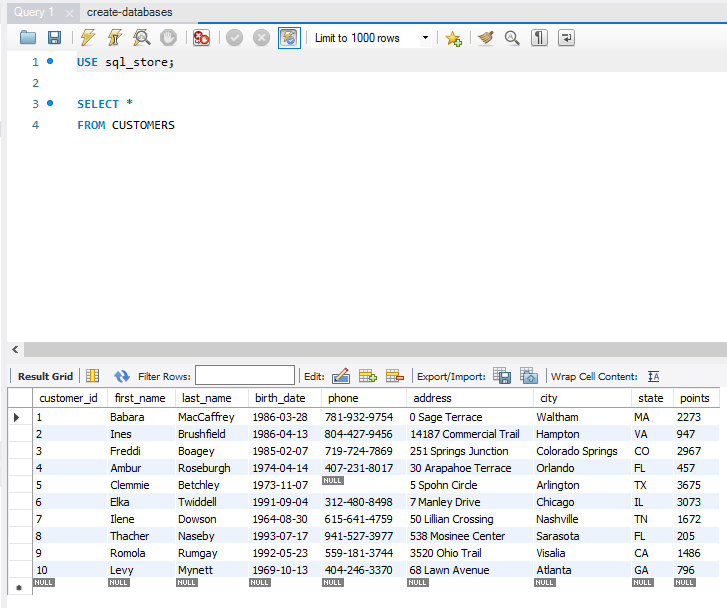 Query 1 create-databases
Limit to 1000 rows
1 USE sql_store;
2
3 SELECT *
4 FROM CUSTOMERS
Result Grid Filter Rows: Edit: Export/Import: Wrap Cell Content:
customer_id first_name last_name birth_date phone address city state points
1 Babara MacCaffrey 1986-03-28 781-932-9754 0 Sage Terrace Waltham MA 2273
2 Ines Brushfield 1986-04-13 804-427-9456 14187 Commercial Trail Hampton VA 947
3 Freddi Boagey 1985-02-07 719-724-7869 251 Springs Junction Colorado Springs CO 2967
4 Ambur Roseburgh 1974-04-14 407-231-8017 30 Arapahoe Terrace Orlando FL 457
5 Clemmie Betchley 1973-11-07 NULL 5 Spohn Circle Arlington TX 3675
6 Elka Twiddell 1991-09-04 312-480-8498 7 Manley Drive Chicago IL 3073
7 Ilene Dowson 1964-08-30 615-641-4759 50 Lillian Crossing Nashville TN 1672
8 Thacher Naseby 1993-07-17 941-527-3977 538 Mosinee Center Sarasota FL 205
9 Romola Rumgay 1992-05-23 559-181-3744 3520 Ohio Trail Visalia CA 1486
10 Levy Mynett 1969-10-13 404-246-3370 68 Lawn Avenue Atlanta GA 796
NULL NULL NULL NULL NULL NULL NULL NULL NULL